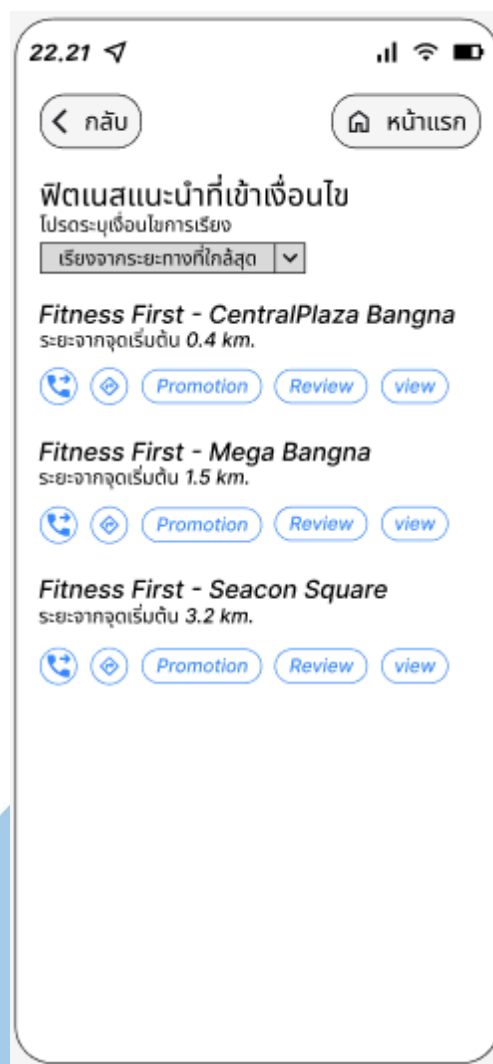 22.21
กลับ
หน้าแรก
ฟิตเนสแนะนำที่เข้าเงื่อนไข
โปรดระบุเงื่อนไขการเรียง
เรียงจากระยะทางที่ใกล้สุด
Fitness First - CentralPlaza Bangna
ระยะจากจุดเริ่มต้น 0.4 km.
Promotion Review view
Fitness First - Mega Bangna
ระยะจากจุดเริ่มต้น 1.5 km.
Promotion Review view
Fitness First - Seacon Square
ระยะจากจุดเริ่มต้น 3.2 km.
Promotion Review view